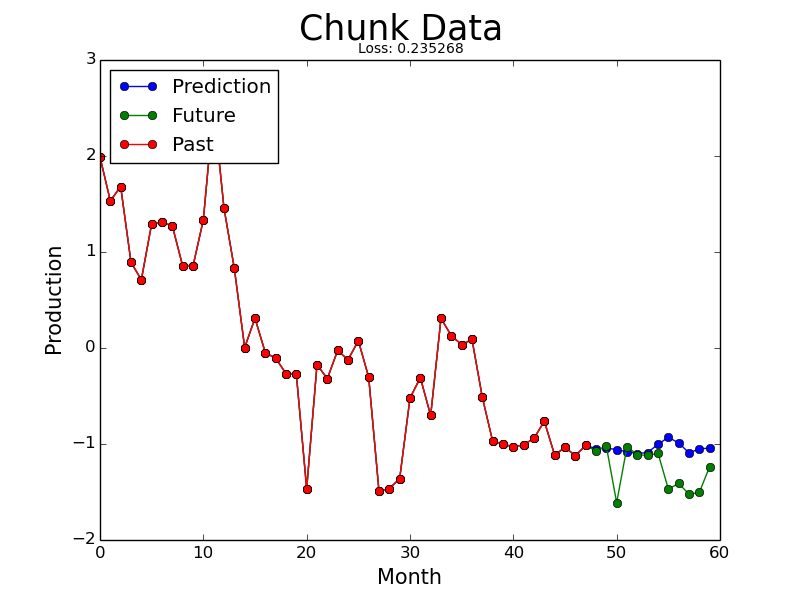 Chunk Data
Loss: 0.235268
Prediction
Future
Past
3
2
1
0
−1
−2
Production
0 10 20 30 40 50 60
Month